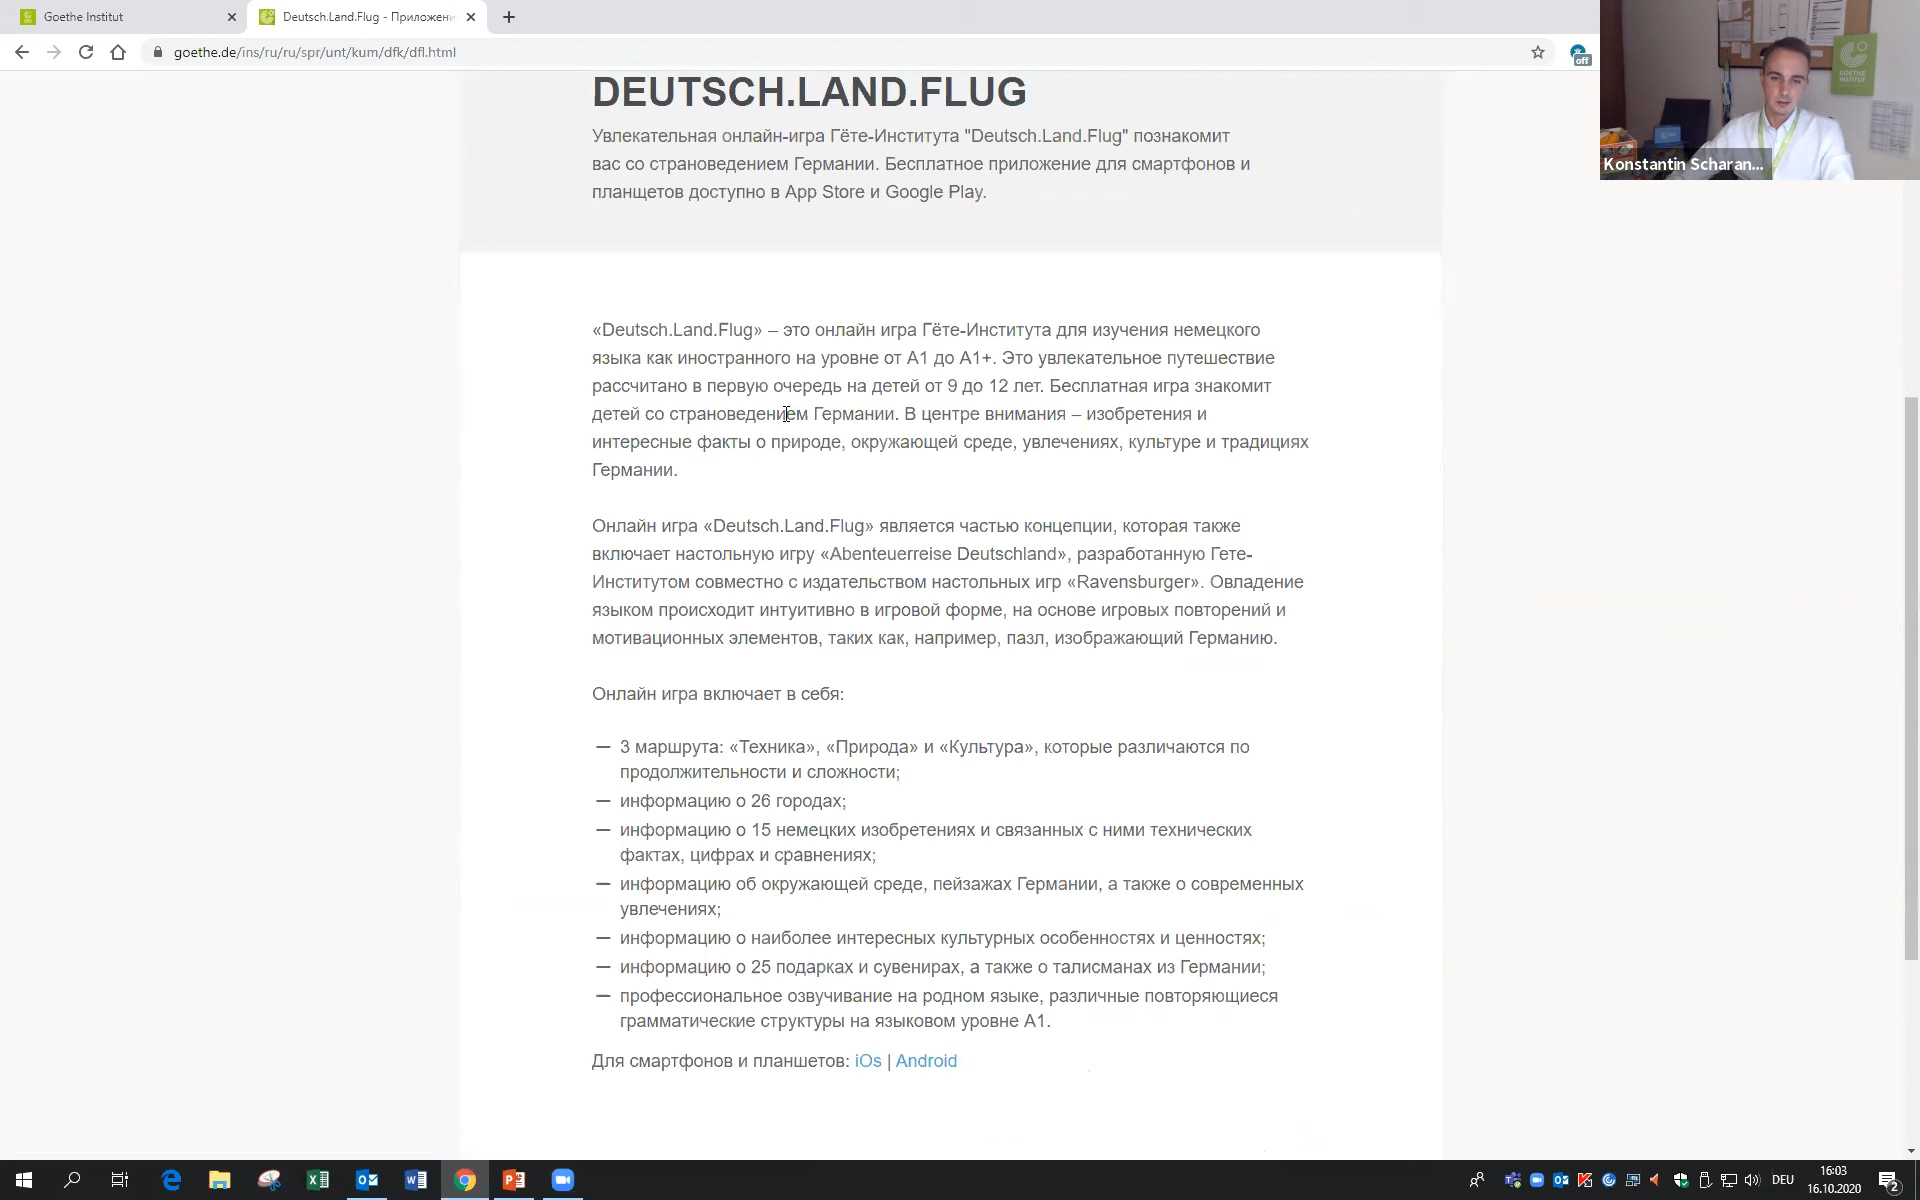 Goethe Institut
Deutsch.Land.Flug - Приложени
goethe.de/ins/ru/ru/spr/unt/kum/dfk/dfl.html
off
GOETHE
INSTITUT
Konstantin Scharan...
DEUTSCH.LAND.FLUG
Увлекательная онлайн-игра Гёте-Института "Deutsch.Land.Flug" познакомит
вас со страноведением Германии. Бесплатное приложение для смартфонов и
планщетов доступно в App Store и Google Play.
«Deutsch.Land.Flug» – это онлайн игра Гёте-Института для изучения немецкого
языка как иностранного на уровне от A1 до A1+. Это увлекательное путешествие
рассчитано в первую очередь на детей от 9 до 12 лет. Бесплатная игра знакомит
детей со страноведением Германии. В центре внимания – изобретения и
интересные факты о природе, окружающей среде, увлечениях, культуре и традициях
Германии.
Онлайн игра «Deutsch.Land.Flug» является частью концепции, которая также
включает настольную игру «Abenteuerreise Deutschland», разработанную Гете-
Институтом совместно с издательством настольных игр «Ravensburger». Овладение
языком происходит интуитивно в игровой форме, на основе игровых повторений и
мотивационных элементов, таких как, например, пазл, изображающий Германию.
Онлайн игра включает в себя:
— 3 маршрута: «Техника», «Природа» и «Культура», которые различаются по
продолжительности и сложности;
— информацию о 26 городах;
— информацию о 15 немецких изобретениях и связанных с ними технических
фактах, цифрах и сравнениях;
— информацию об окружающей среде, пейзажах Германии, а также о современных
увлечениях;
— информацию о наиболее интересных культурных особенностях и ценностях;
— информацию о 25 подарках и сувенирах, а также о талисманах из Германии;
— профессиональное озвучивание на родном языке, различные повторяющиеся
грамматические структуры на языковом уровне A1.
Для смартфонов и планшетов: iOs | Android
DEU
16:03
16.10.2020
2